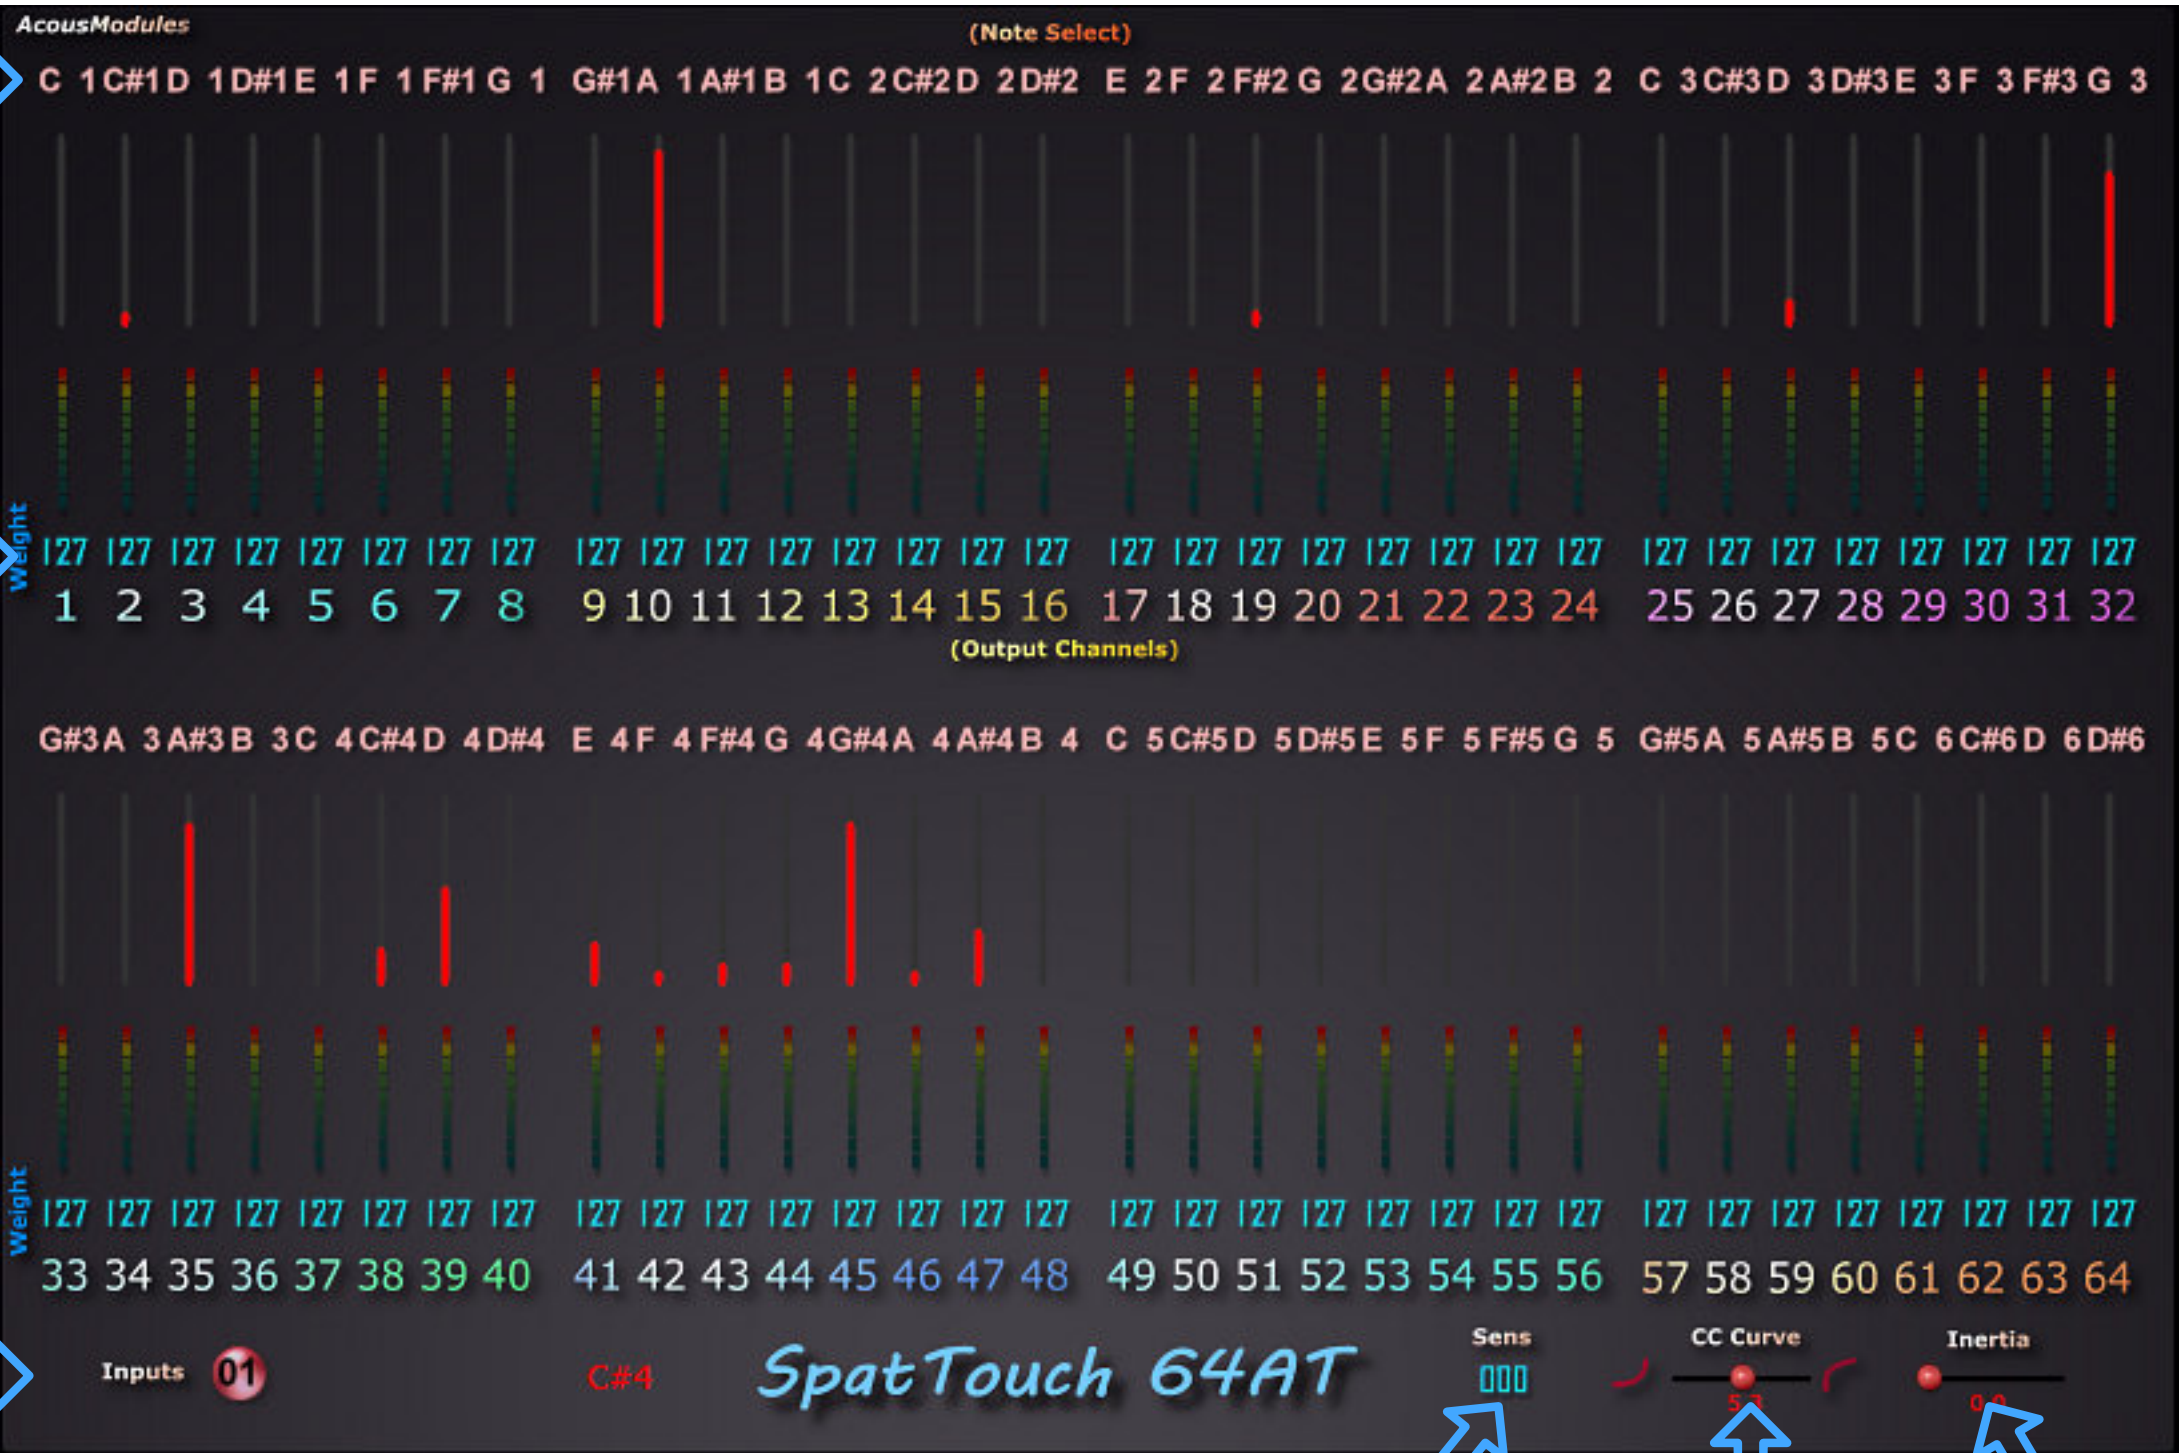 AcousModules
(Note Select)
C 1 C#1 D 1 D#1 E 1 F 1 F#1 G 1 G#1 A 1 A#1 B 1 C 2 C#2 D 2 D#2 E 2 F 2 F#2 G 2 G#2 A 2 A#2 B 2 C 3 C#3 D 3 D#3 E 3 F 3 F#3 G 3
Weight
127 127 127 127 127 127 127 127 127 127 127 127 127 127 127 127 127 127 127 127 127 127 127 127 127 127 127 127 127 127 127 127
1 2 3 4 5 6 7 8 9 10 11 12 13 14 15 16 17 18 19 20 21 22 23 24 25 26 27 28 29 30 31 32
(Output Channels)
G#3 A 3 A#3 B 3 C 4 C#4 D 4 D#4 E 4 F 4 F#4 G 4 G#4 A 4 A#4 B 4 C 5 C#5 D 5 D#5 E 5 F 5 F#5 G 5 G#5 A 5 A#5 B 5 C 6 C#6 D 6 D#6
Weight
127 127 127 127 127 127 127 127 127 127 127 127 127 127 127 127 127 127 127 127 127 127 127 127 127 127 127 127 127 127 127 127
33 34 35 36 37 38 39 40 41 42 43 44 45 46 47 48 49 50 51 52 53 54 55 56 57 58 59 60 61 62 63 64
Inputs 01
C#4
SpatTouch 64AT
Sens
000
CC Curve
Inertia